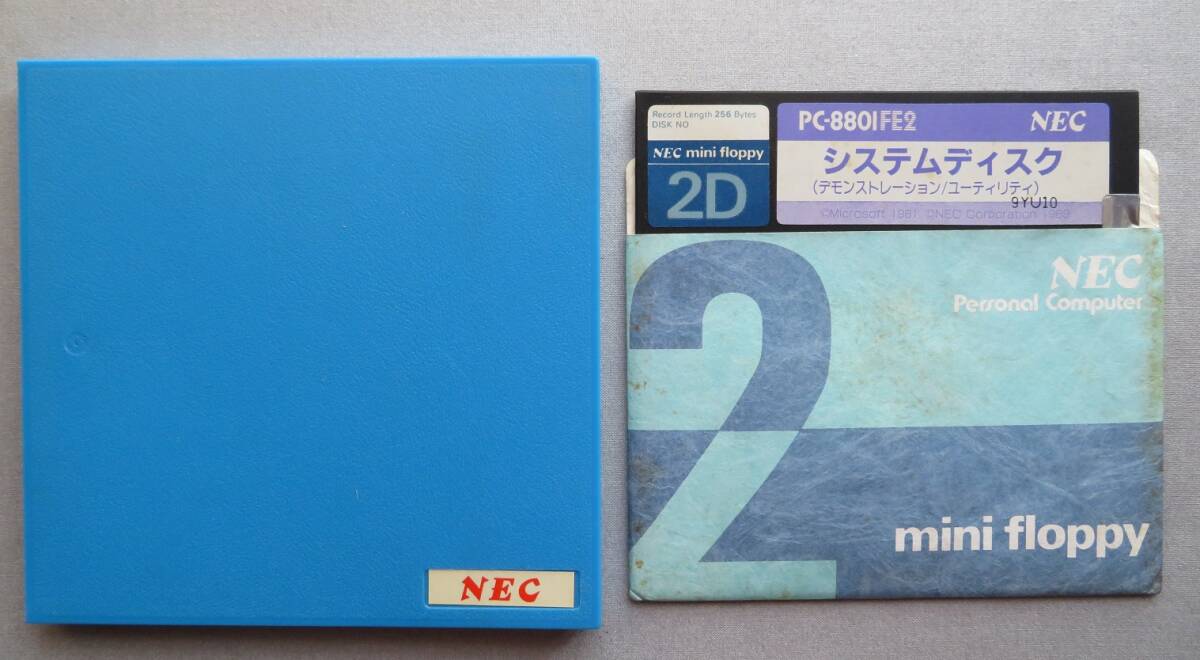 NEC
Record Length 256 Bytes
DISK NO
NEC mini floppy
2D
PC-8801FE2 NEC
システムディスク
(デモンストレーション/ユーティリティ)
9YU10
©Microsoft 1981 ©NEC Corporation 1989
2
NEC
Personal Computer
mini floppy